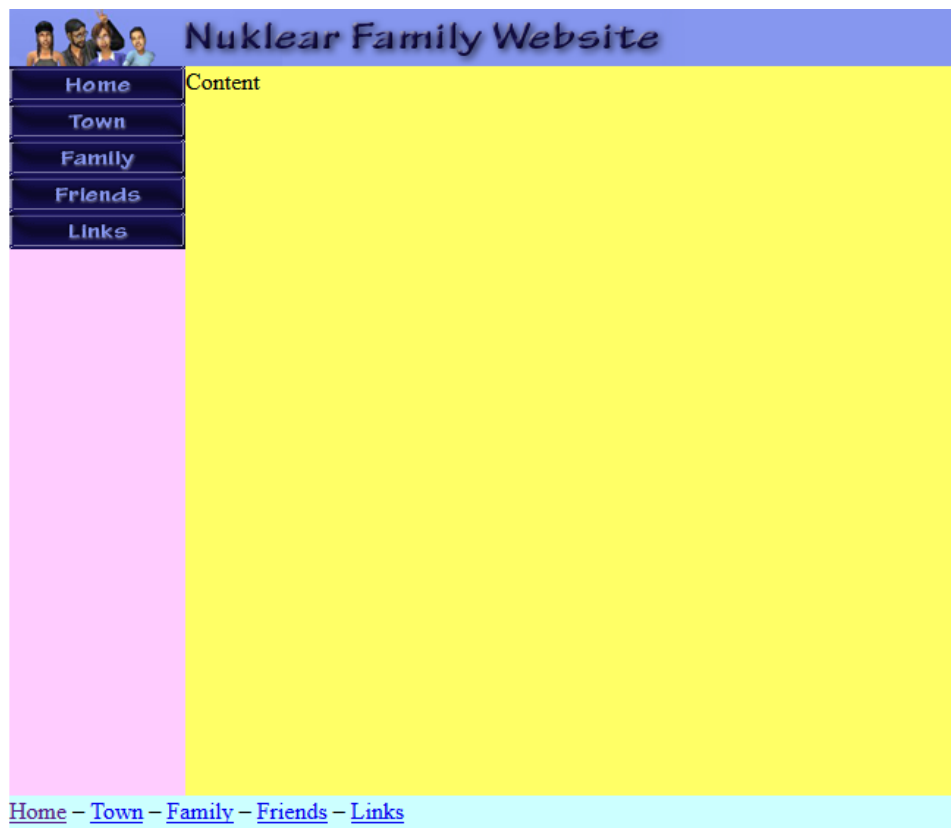 Nuklear Family Website
Home
Content
Town
Family
Friends
Links
Home – Town – Family – Friends – Links